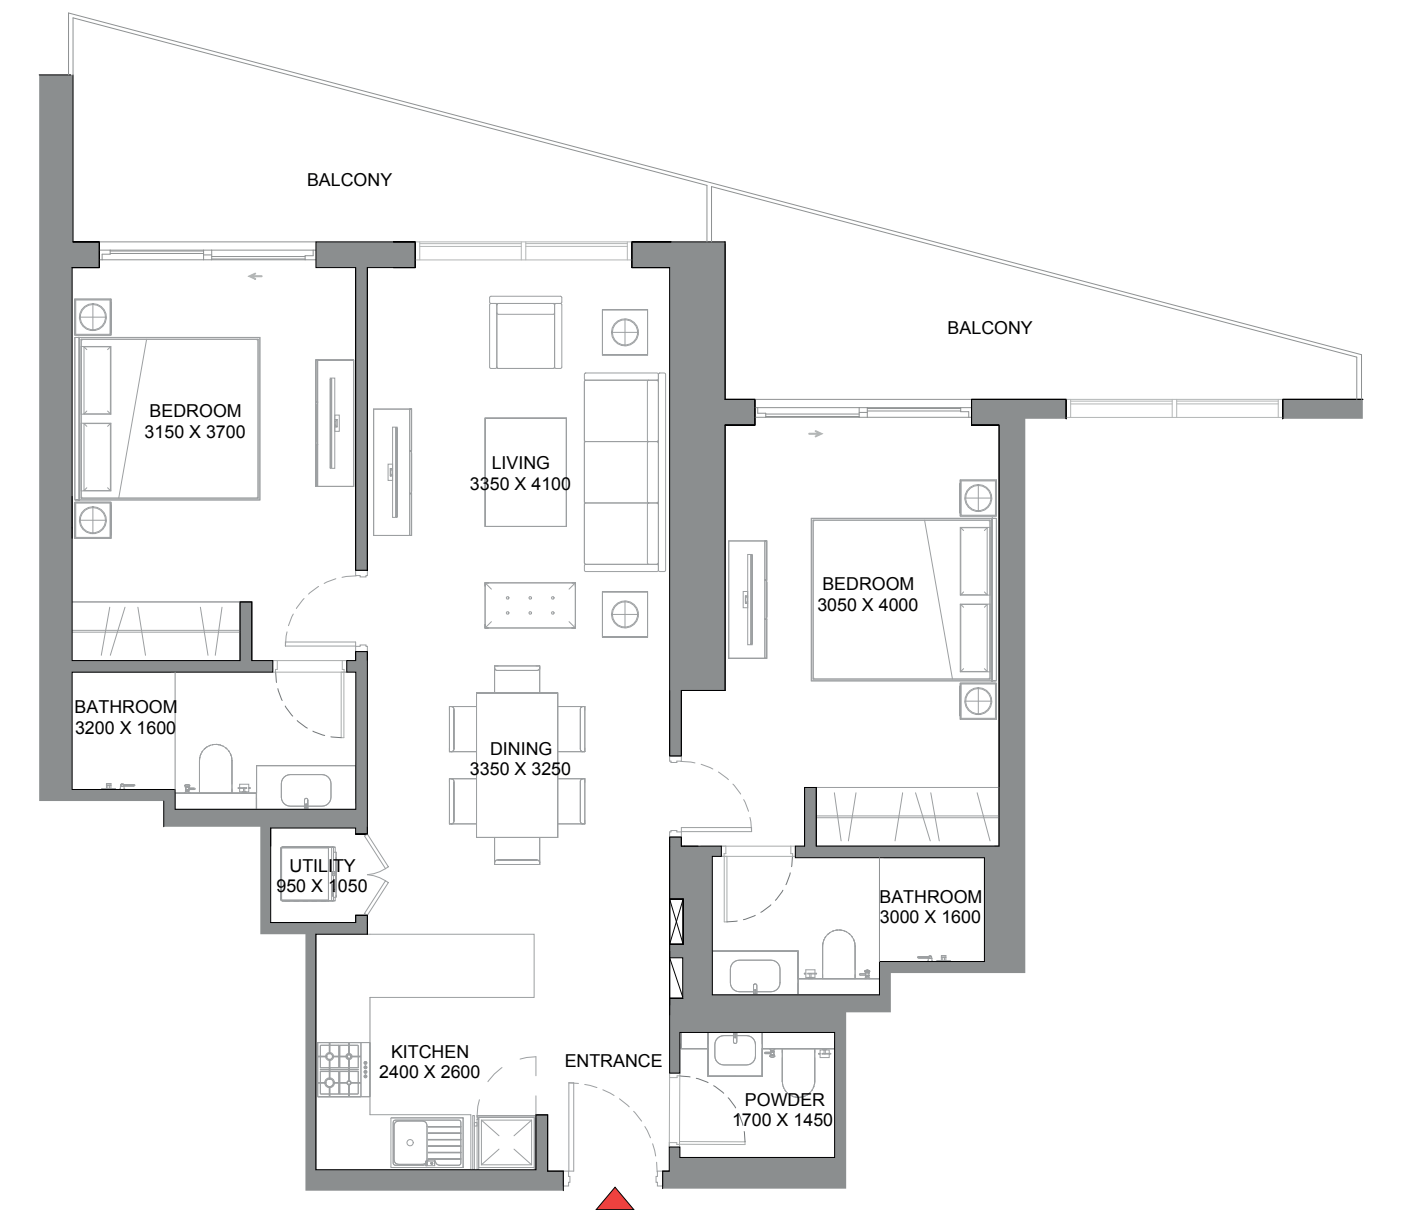 BALCONY
BALCONY
BEDROOM
3150 X 3700
LIVING
3350 X 4100
BEDROOM
3050 X 4000
BATHROOM
3200 X 1600
DINING
3350 X 3250
UTILITY
950 X 1050
BATHROOM
3000 X 1600
KITCHEN
2400 X 2600
ENTRANCE
POWDER
1700 X 1450